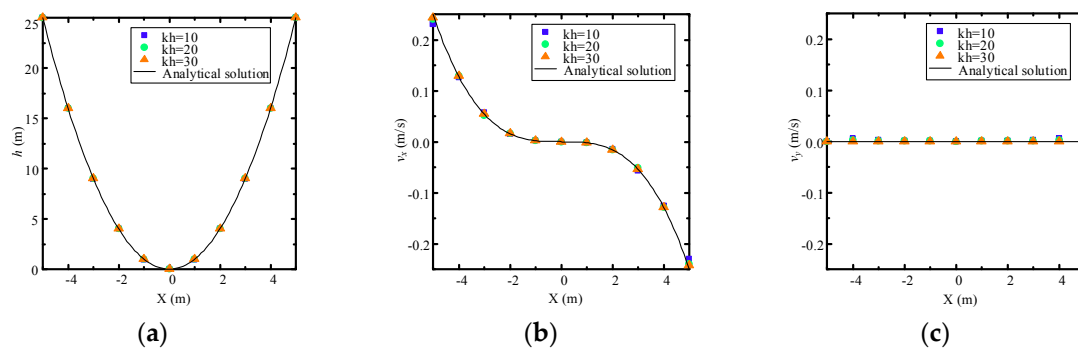 25
20
15
10
5
0
h (m)
kh=10
kh=20
kh=30
Analytical solution
-4
-2
0
2
4
X (m)
(a)
0.2
0.1
0.0
-0.1
-0.2
vx (m/s)
kh=10
kh=20
kh=30
Analytical solution
-4
-2
0
2
4
X (m)
(b)
0.2
0.1
0.0
-0.1
-0.2
vy (m/s)
kh=10
kh=20
kh=30
Analytical solution
-4
-2
0
2
4
X (m)
(c)